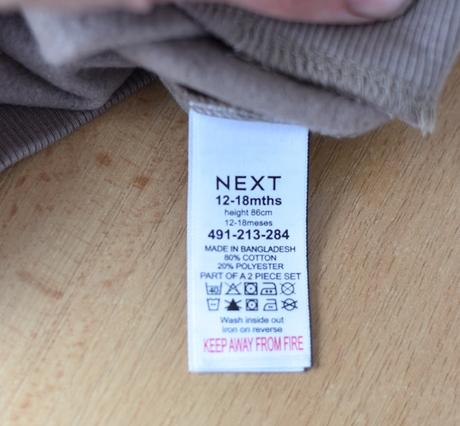 NEXT
12-18mths
height 86cm
12-18meses
491-213-284
MADE IN BANGLADESH
80% COTTON
20% POLYESTER
PART OF A 2 PIECE SET
40
Wash inside out
Iron on reverse
KEEP AWAY FROM FIRE